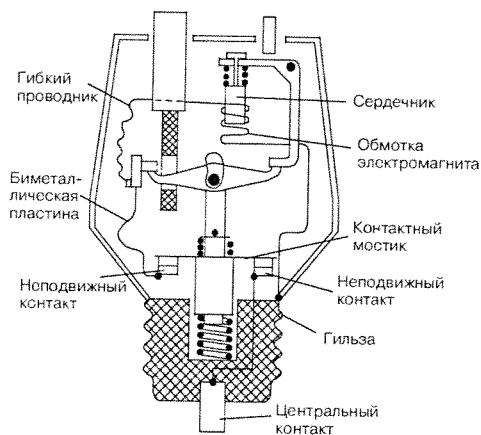 Гибкий
проводник
Сердечник
Обмотка
электромагнита
Биметал-
лическая
пластина
Контактный
мостик
Неподвижный
контакт
Неподвижный
контакт
Гильза
Центральный
контакт